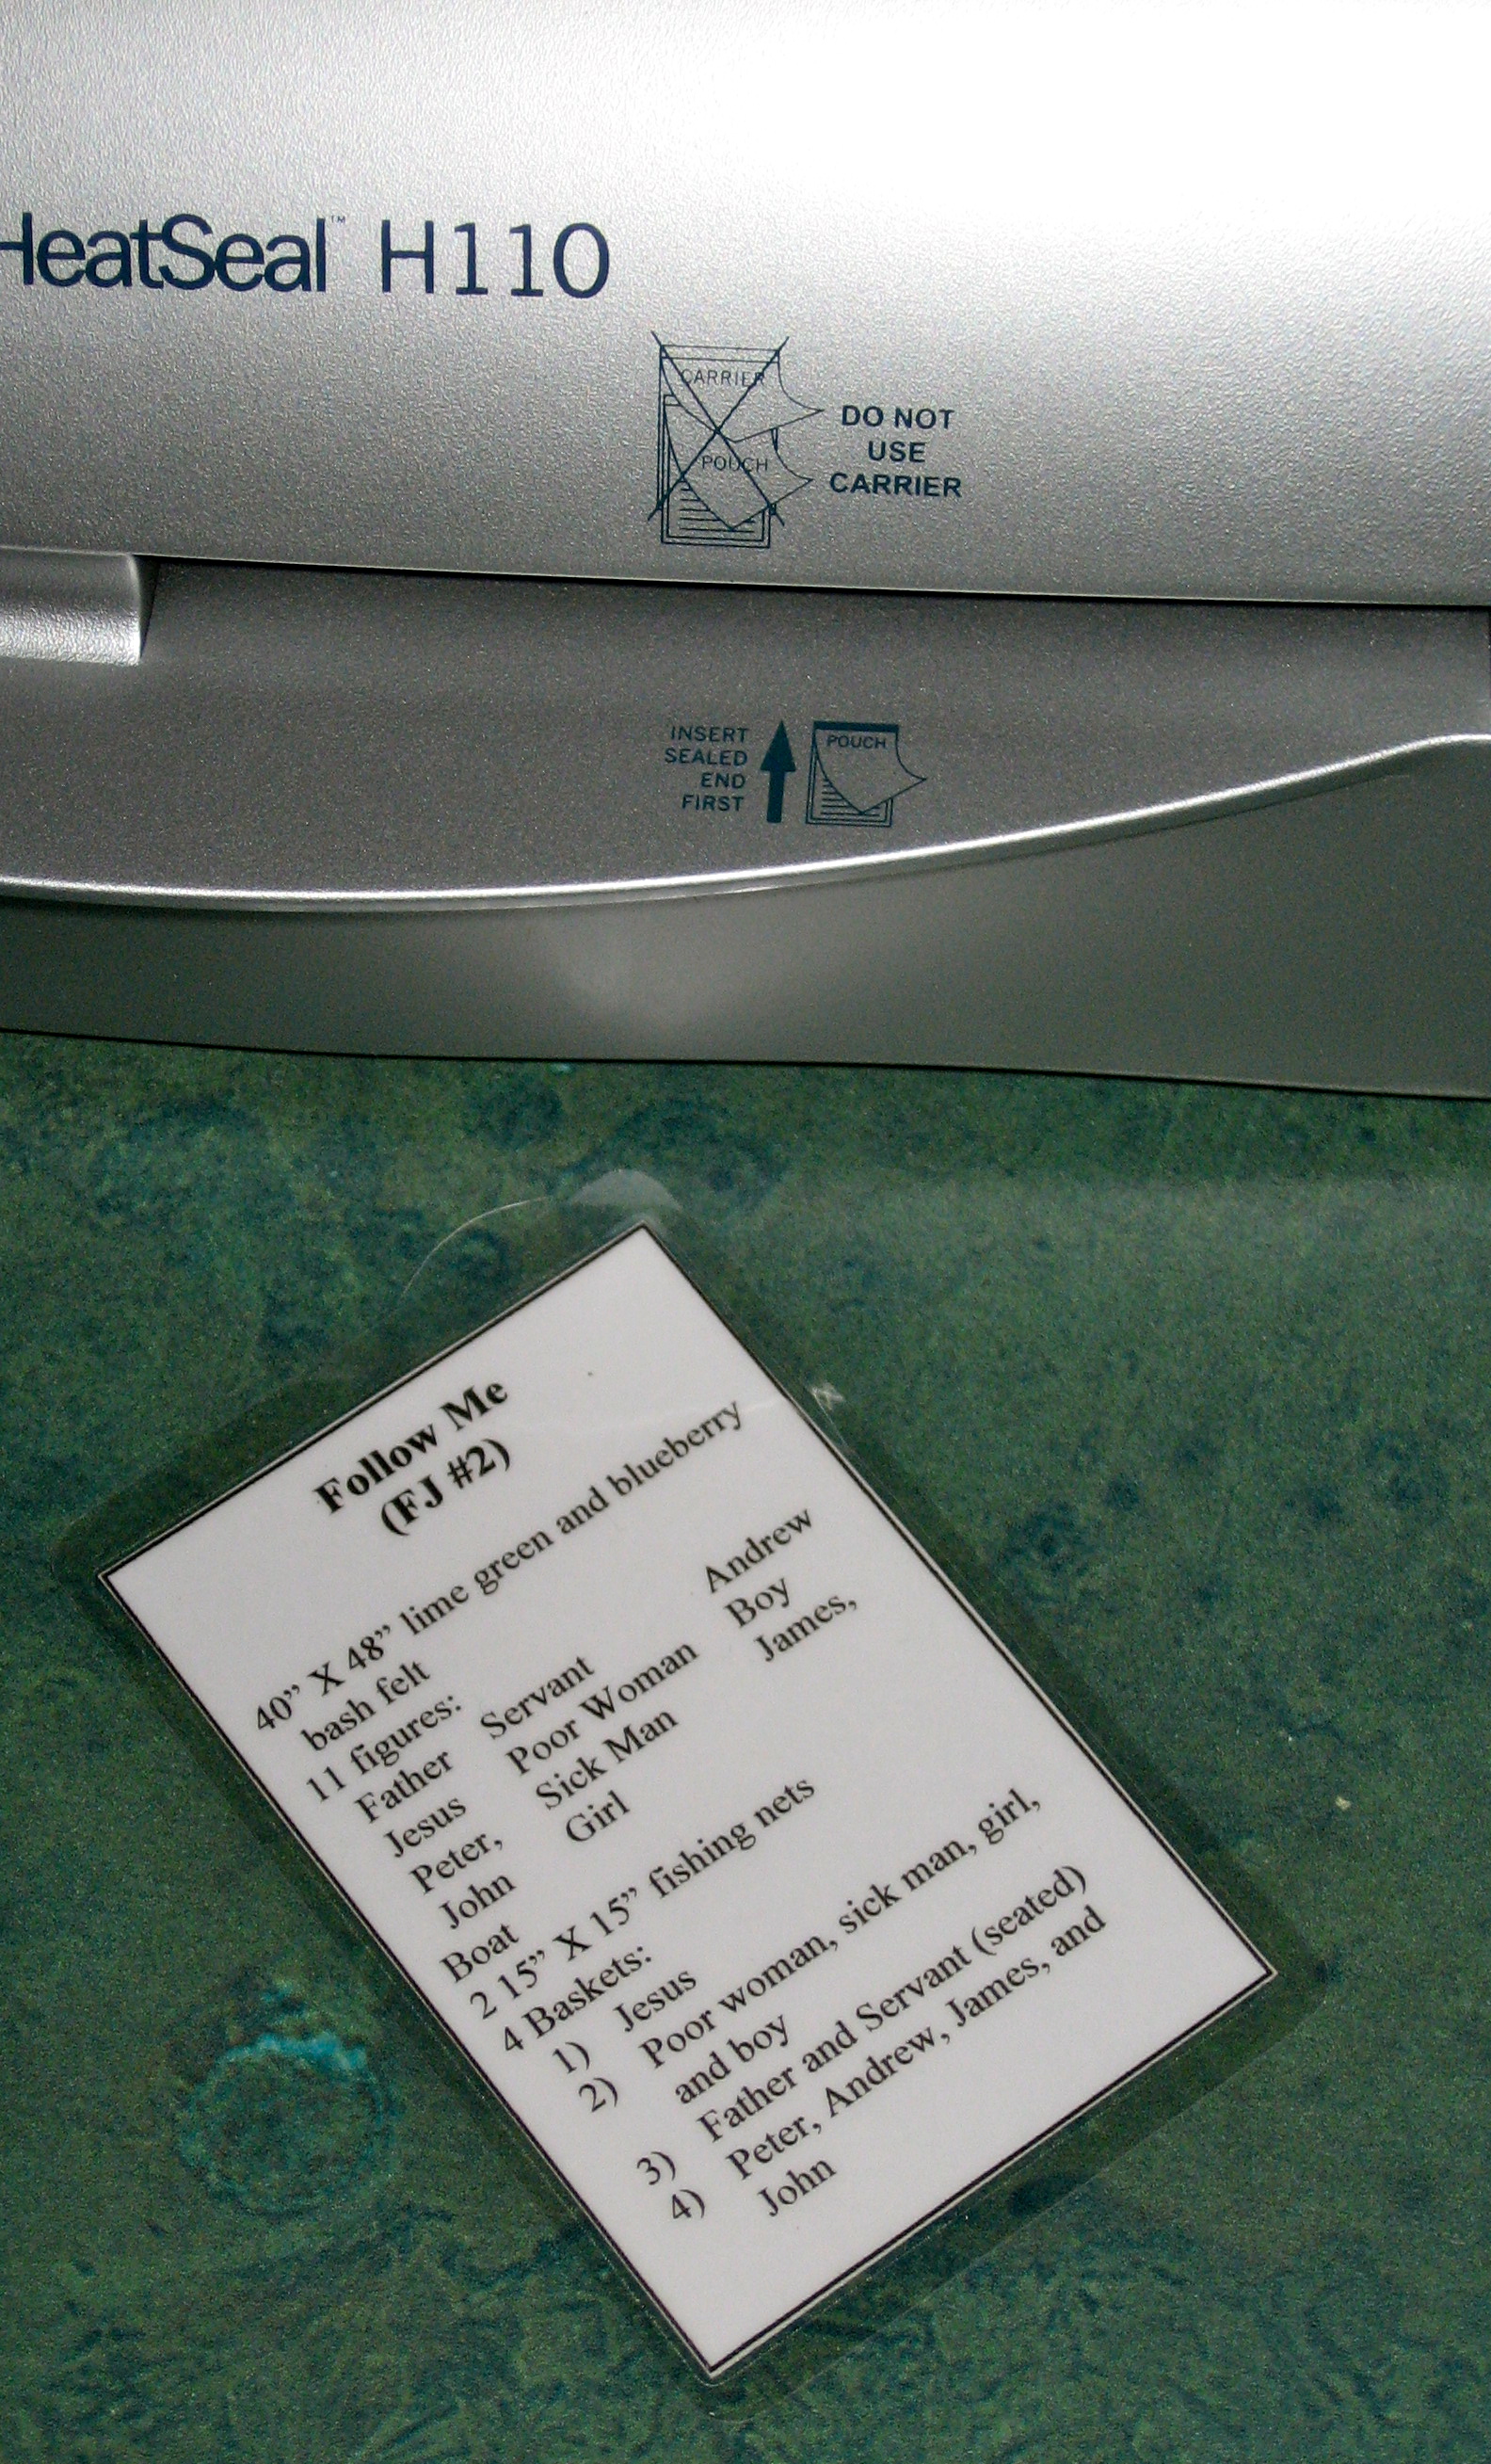 HeatSeal™ H110
CARRIER
POUCH
DO NOT
USE
CARRIER
INSERT
SEALED
END
FIRST
POUCH
Follow Me
(FJ #2)
40” X 48” lime green and blueberry
bash felt
11 figures:
Father Servant Andrew
Jesus Poor Woman Boy
Peter, Sick Man James,
John Girl
Boat
2 15” X 15” fishing nets
4 Baskets:
1) Jesus
2) Poor woman, sick man, girl,
and boy
3) Father and Servant (seated)
4) Peter, Andrew, James, and
John